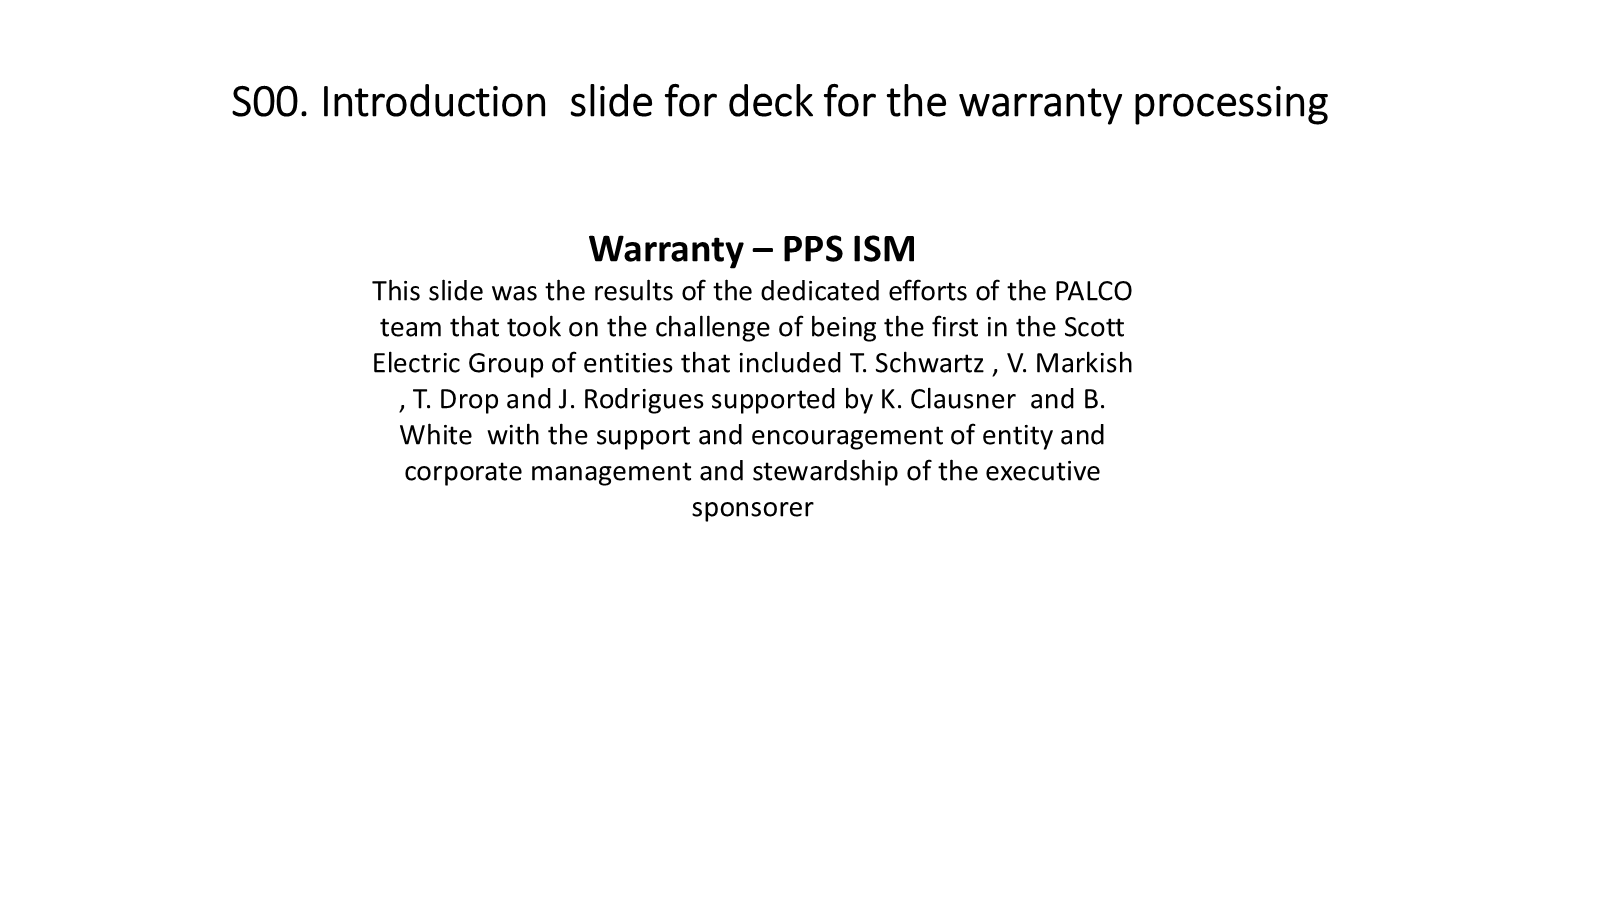 S00. Introduction  slide for deck for the warranty processing
Warranty – PPS ISM
This slide was the results of the dedicated efforts of the PALCO
team that took on the challenge of being the first in the Scott
Electric Group of entities that included T. Schwartz , V. Markish
, T. Drop and J. Rodrigues supported by K. Clausner  and B.
White  with the support and encouragement of entity and
corporate management and stewardship of the executive
sponsorer